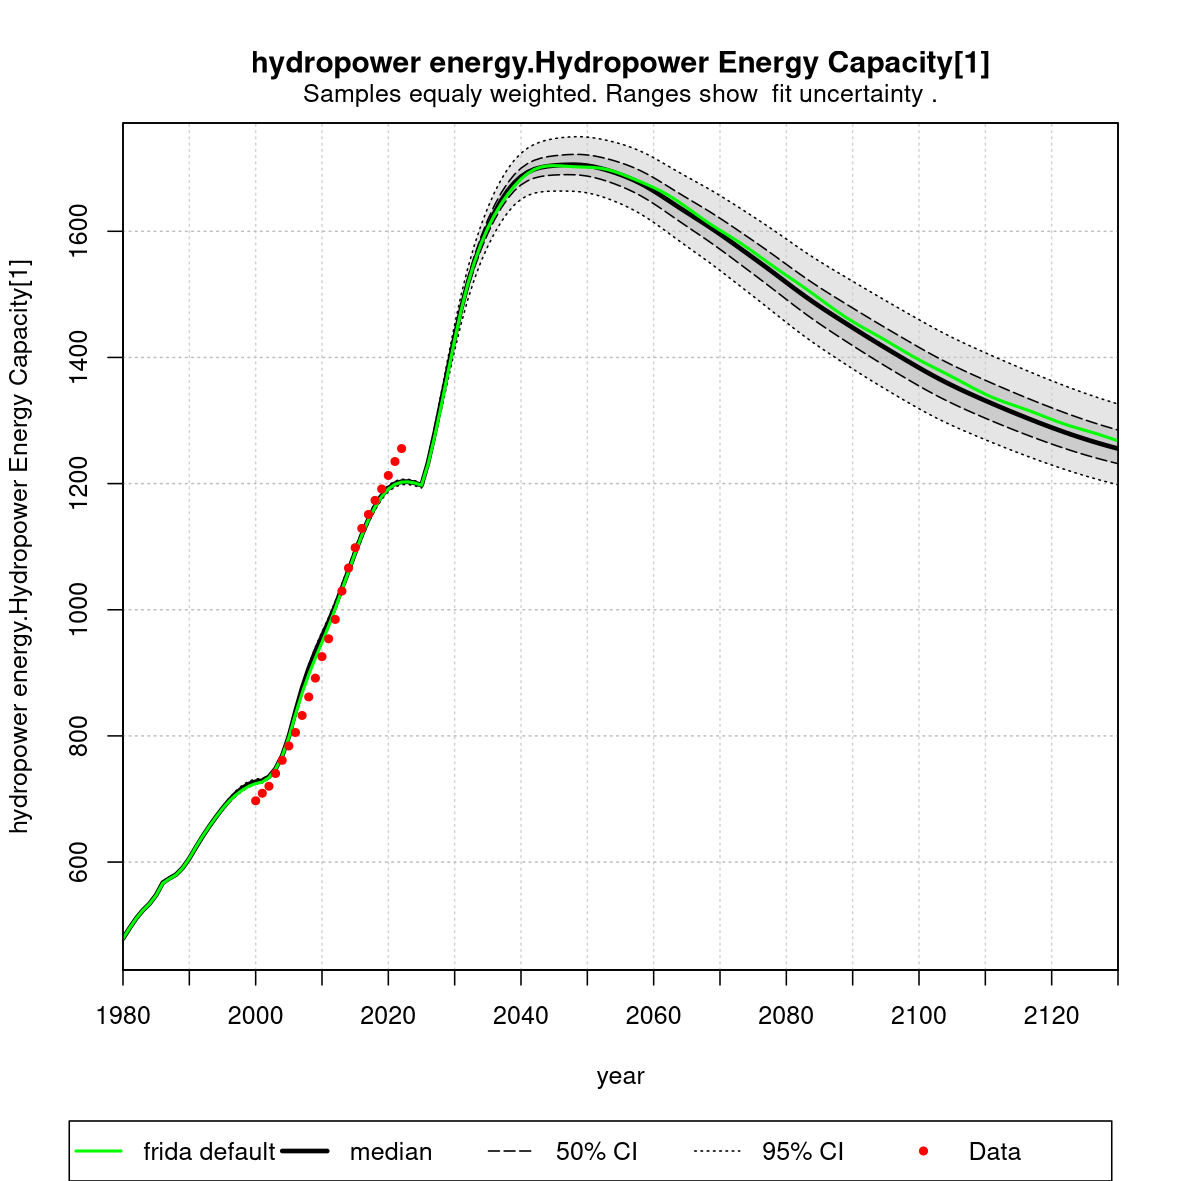 hydropower energy.Hydropower Energy Capacity[1]
Samples equaly weighted. Ranges show  fit uncertainty .
hydropower energy.Hydropower Energy Capacity[1]
1600
1400
1200
1000
800
600
1980 2000 2020 2040 2060 2080 2100 2120
year
frida default median 50% CI 95% CI Data